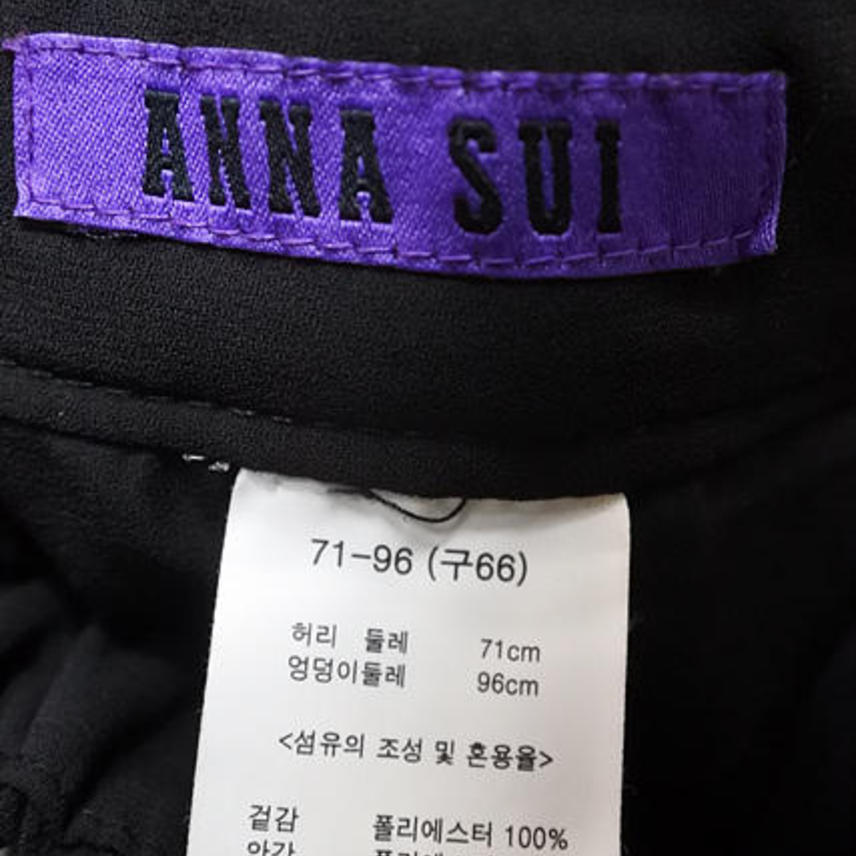 ANNA SUI
71-96 (구66)
허리 둘레 71cm
엉덩이둘레 96cm
<섬유의 조성 및 혼용율>
겉감 폴리에스터 100%